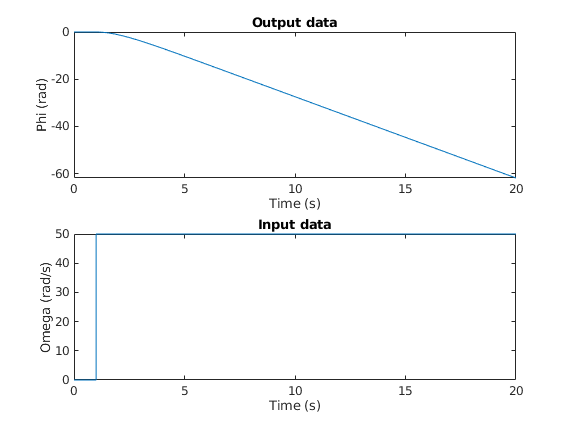 Output data
Phi (rad)
0
-20
-40
-60
0 5 10 15 20
Time (s)
Input data
Omega (rad/s)
50
40
30
20
10
0
0 5 10 15 20
Time (s)